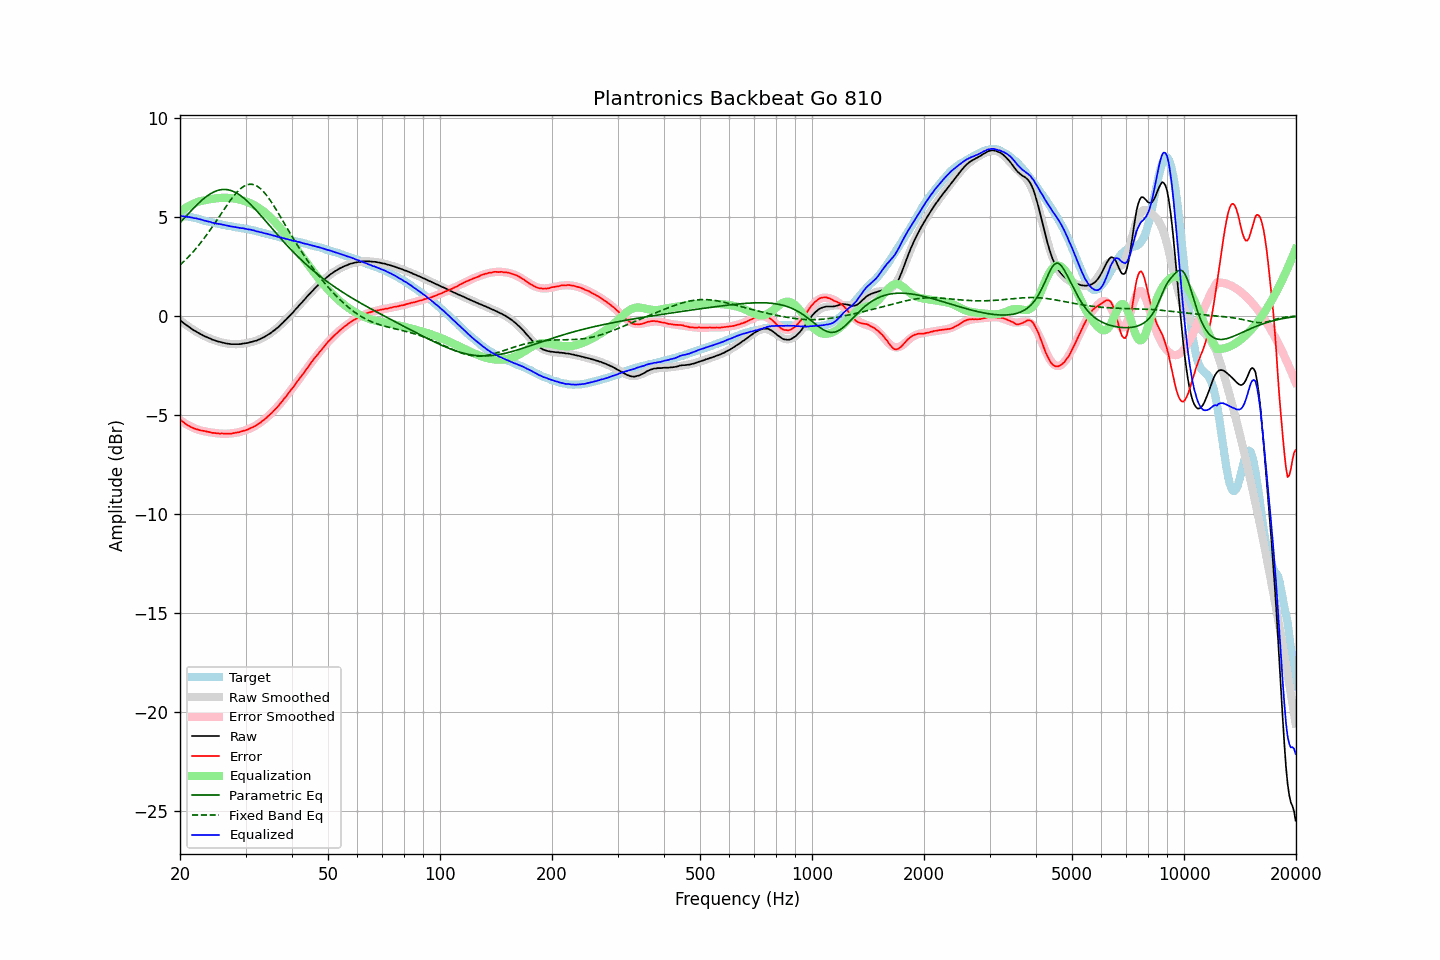 Plantronics Backbeat Go 810
10
5
0
−5
−10
−15
−20
−25
Amplitude (dBr)
Target
Raw Smoothed
Error Smoothed
Raw
Error
Equalization
Parametric Eq
Fixed Band Eq
Equalized
20 50 100 200 500 1000 2000 5000 10000 20000
Frequency (Hz)